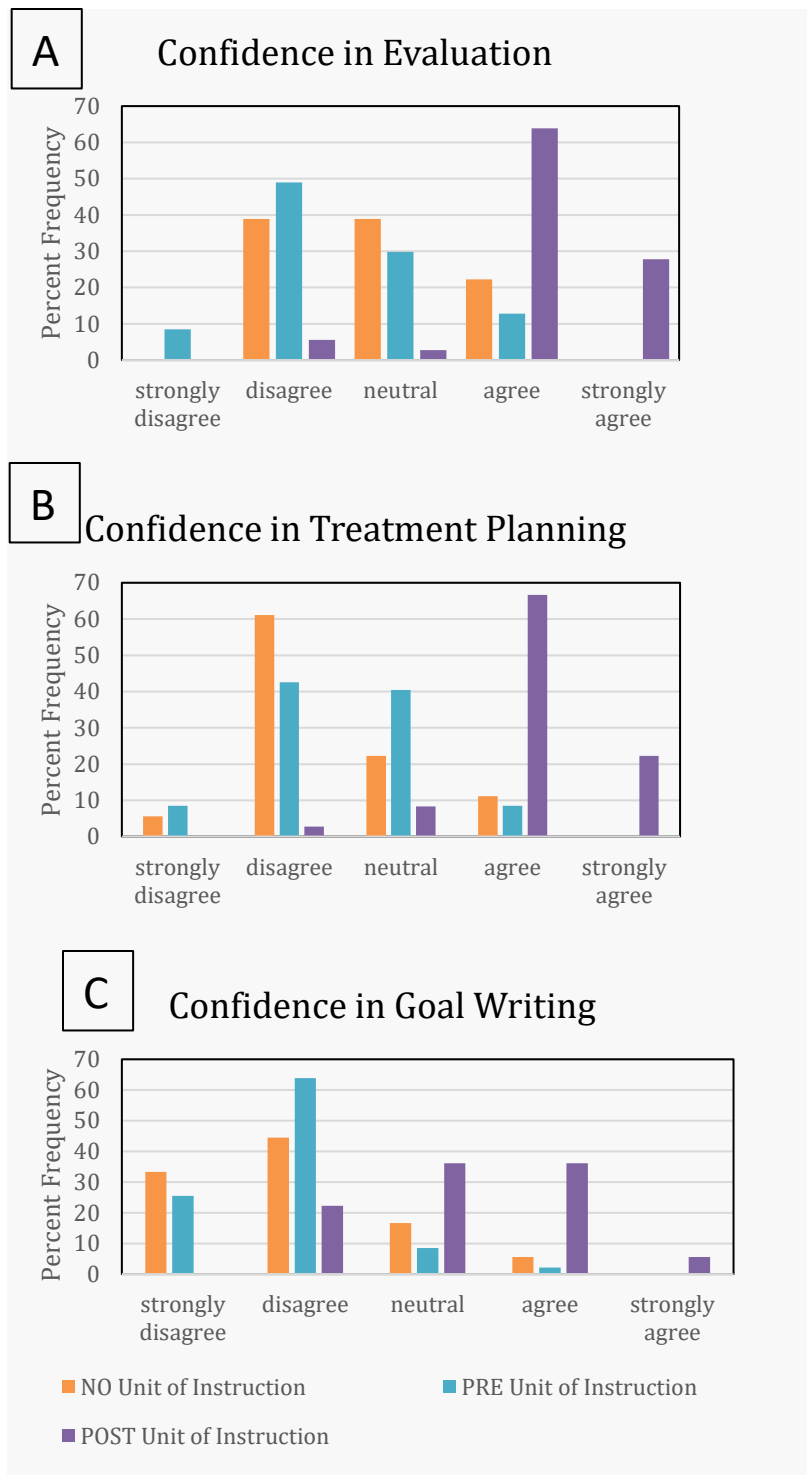 A
Confidence in Evaluation
Percent Frequency
70
60
50
40
30
20
10
0
strongly disagree
disagree
neutral
agree
strongly agree
B
Confidence in Treatment Planning
Percent Frequency
70
60
50
40
30
20
10
0
strongly disagree
disagree
neutral
agree
strongly agree
C
Confidence in Goal Writing
Percent Frequency
70
60
50
40
30
20
10
0
strongly disagree
disagree
neutral
agree
strongly agree
NO Unit of Instruction
PRE Unit of Instruction
POST Unit of Instruction